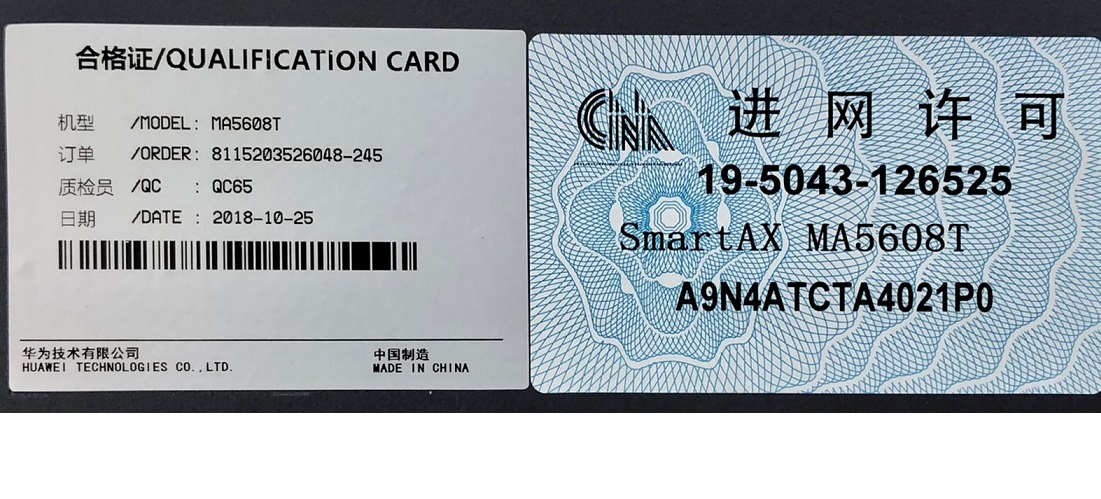 合格证/QUALIFICATION CARD
机型 /MODEL: MA5608T
订单 /ORDER: 8115203526048-245
质检员 /QC : QC65
日期 /DATE : 2018-10-25
华为技术有限公司 中国制造
HUAWEI TECHNOLOGIES CO.,LTD. MADE IN CHINA
CNA 进网许可
19-5043-126525
SmartAX MA5608T
A9N4ATCTA4021P0